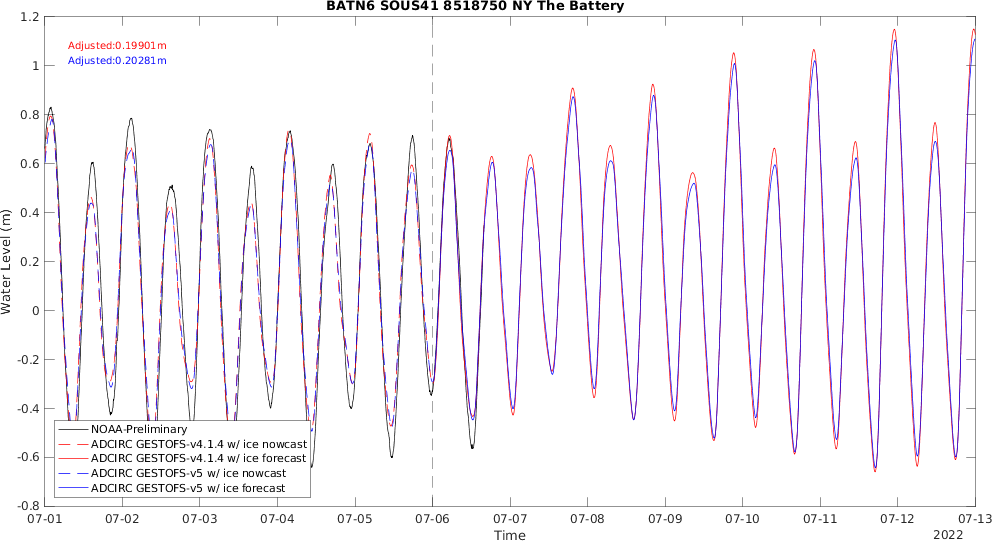 BATN6 SOUS41 8518750 NY The Battery
Adjusted:0.19901m
Adjusted:0.20281m
Water Level (m)
1.2
1
0.8
0.6
0.4
0.2
0
-0.2
-0.4
-0.6
-0.8
NOAA-Preliminary
ADCIRC GESTOFS-v4.1.4 w/ ice nowcast
ADCIRC GESTOFS-v4.1.4 w/ ice forecast
ADCIRC GESTOFS-v5 w/ ice nowcast
ADCIRC GESTOFS-v5 w/ ice forecast
07-01 07-02 07-03 07-04 07-05 07-06 07-07 07-08 07-09 07-10 07-11 07-12 07-13
Time
2022